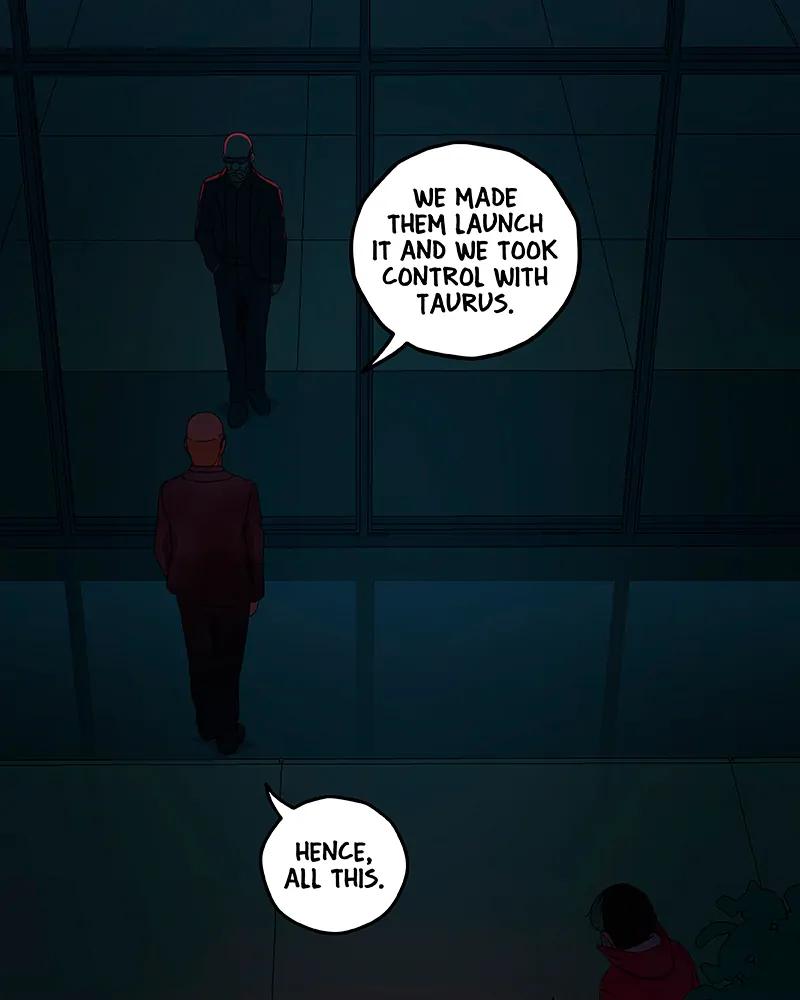 WE MADE
THEM LAUNCH
IT AND WE TOOK
CONTROL WITH
TAURUS.
HENCE,
ALL THIS.